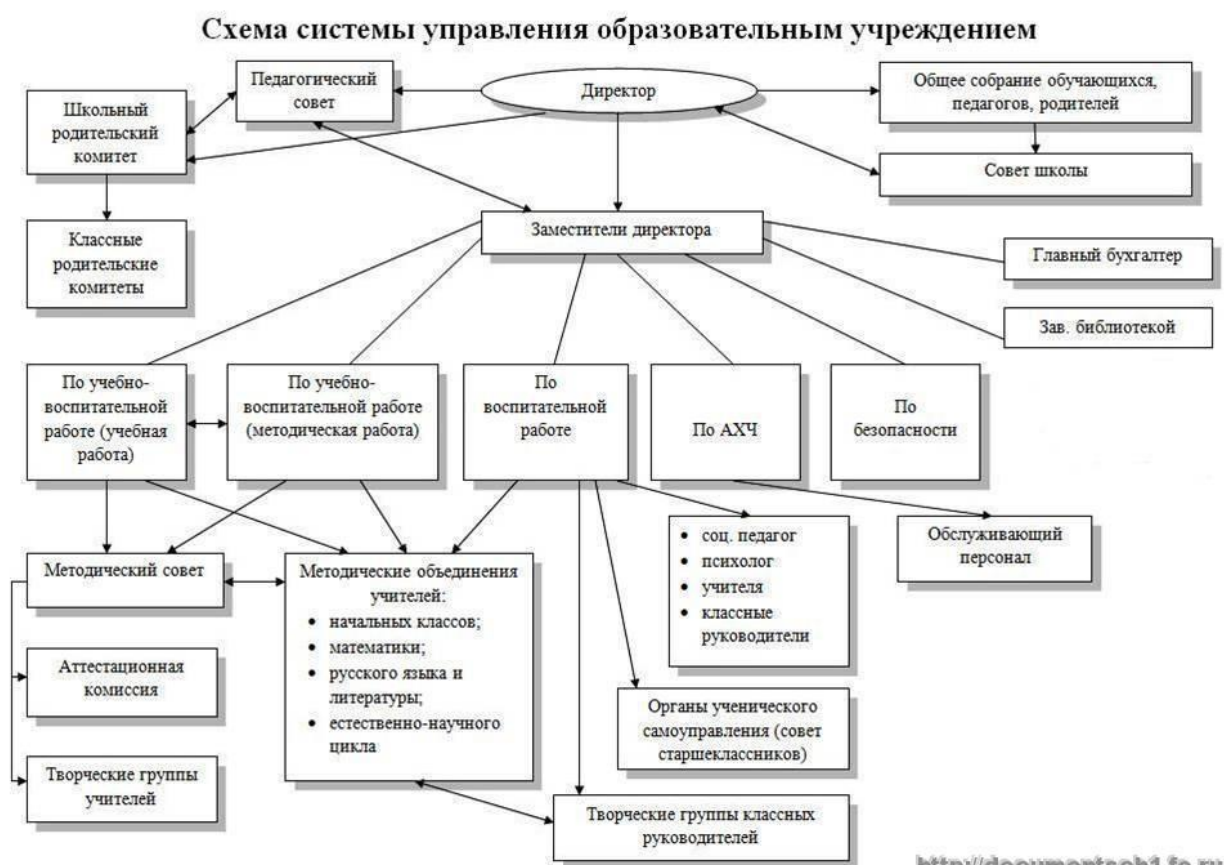 Схема системы управления образовательным учреждением
Педагогический
совет
Директор
Общее собрание обучающихся,
педагогов, родителей
Школьный
родительский
комитет
Совет школы
Классные
родительские
комитеты
Заместители директора
Главный бухгалтер
Зав. библиотекой
По учебно-
воспитательной
работе (учебная
работа)
По учебно-
воспитательной работе
(методическая работа)
По
воспитательной
работе
По АХЧ
По
безопасности
Методический совет
Методические объединения
учителей:
• начальных классов;
• математики;
• русского языка и
литературы;
• естественно-научного
цикла
• соц. педагог
• психолог
• учителя
• классные
руководители
Обслуживающий
персонал
Аттестационная
комиссия
Творческие группы
учителей
Органы ученического
самоуправления (совет
старшеклассников)
Творческие группы классных
руководителей